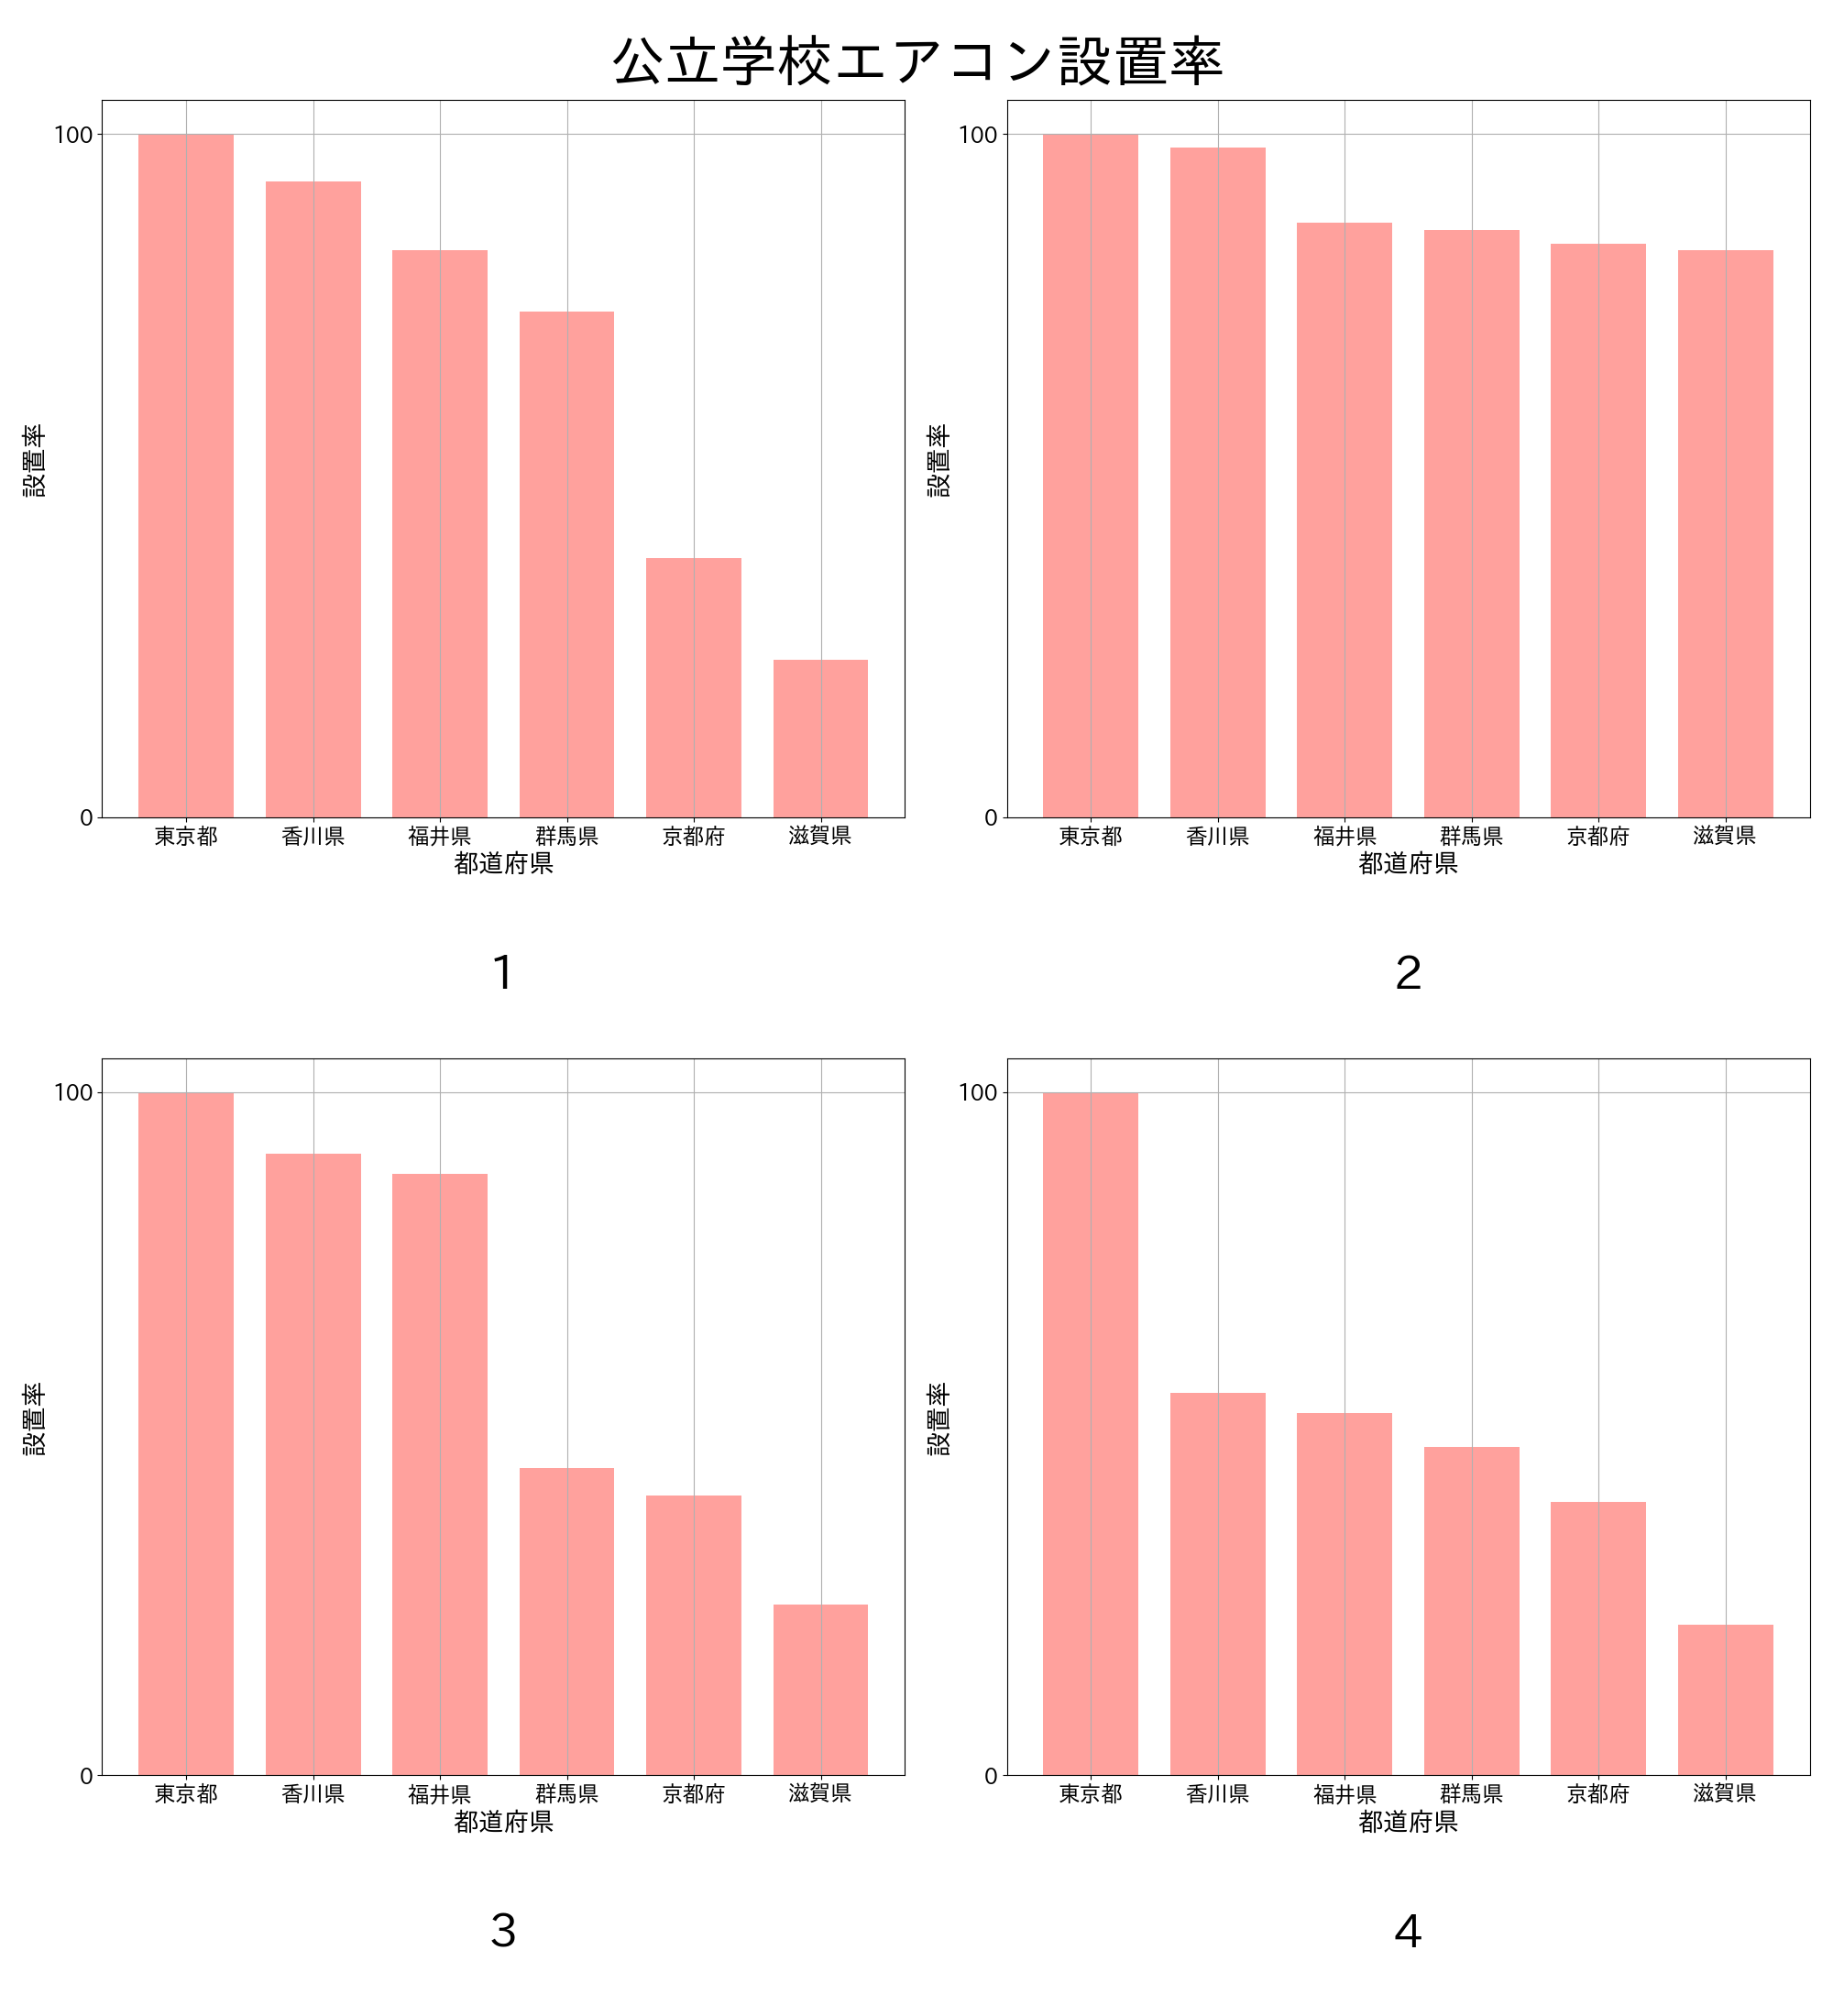 公立学校エアコン設置率
100
0
設置率
東京都 香川県 福井県 群馬県 京都府 滋賀県
都道府県
1
100
0
設置率
東京都 香川県 福井県 群馬県 京都府 滋賀県
都道府県
2
100
0
設置率
東京都 香川県 福井県 群馬県 京都府 滋賀県
都道府県
3
100
0
設置率
東京都 香川県 福井県 群馬県 京都府 滋賀県
都道府県
4